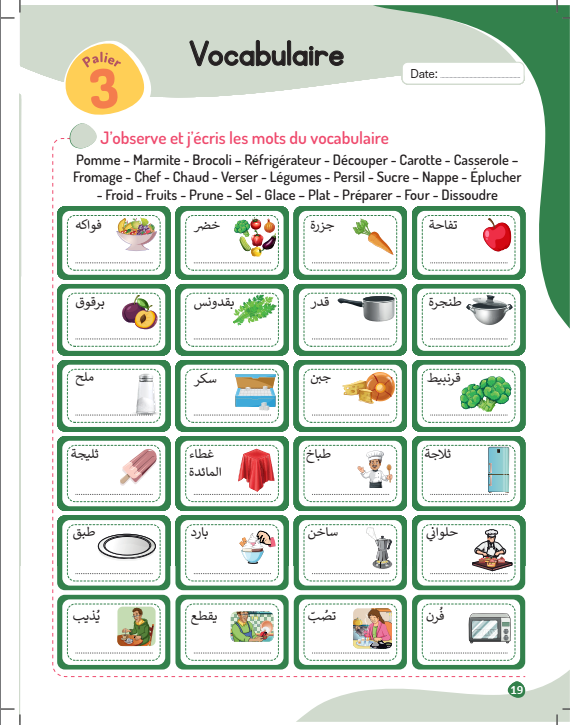 Palier
3
Vocabulaire
Date:
J'observe et j'écris les mots du vocabulaire
Pomme – Marmite – Brocoli – Réfrigérateur – Découper – Carotte – Casserole –
Fromage – Chef – Chaud – Verser – Légumes – Persil – Sucre – Nappe – Éplucher
– Froid – Fruits – Prune – Sel – Glace – Plat – Préparer – Four – Dissoudre
فواكه
خضر
جزرة
تفاحة
برقوق
بقدونس
قدر
طنجرة
ملح
سكر
جبن
قرنبيط
ثليجة
غطاء
المائدة
طباخ
ثلاجة
طبق
بارد
ساخن
حلواني
يُذيب
يقطع
تصُبّ
فُرن
19